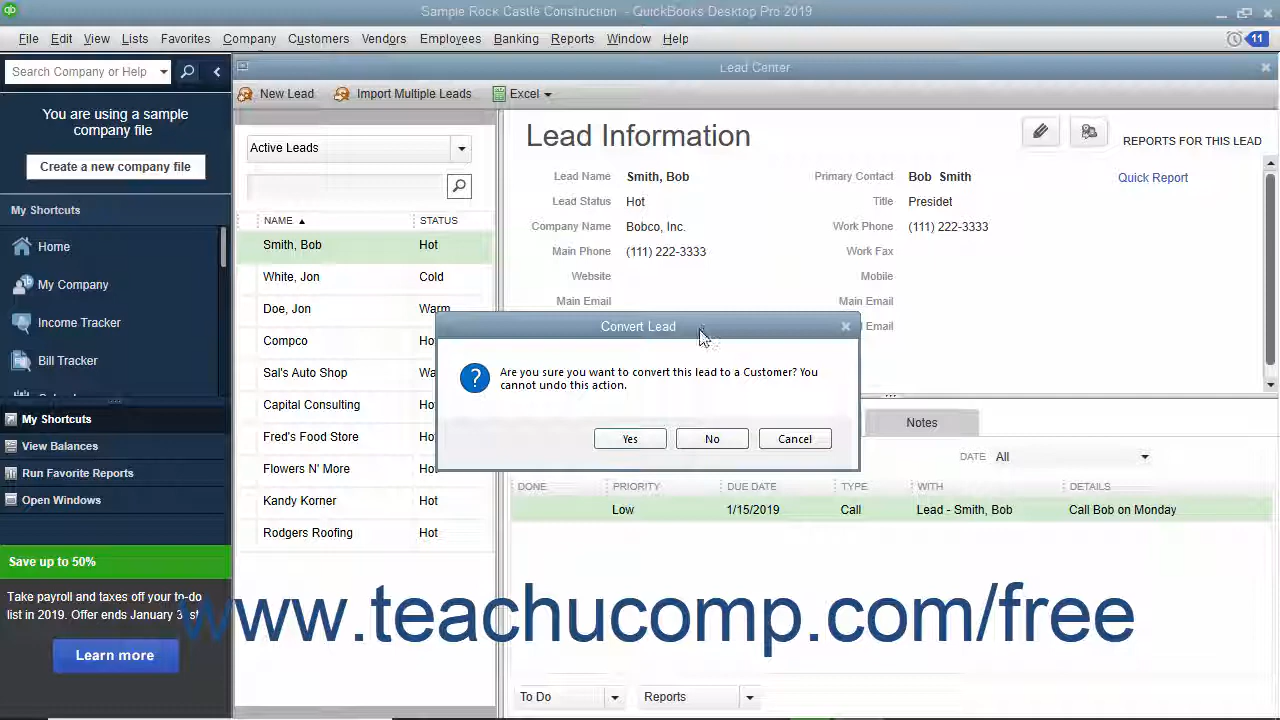 Sample Rock Castle Construction - QuickBooks Desktop Pro 2019
File Edit View Lists Favorites Company Customers Vendors Employees Banking Reports Window Help
11
Search Company or Help
Lead Center
New Lead Import Multiple Leads Excel
You are using a sample
company file
Create a new company file
My Shortcuts
Home
My Company
Income Tracker
Bill Tracker
My Shortcuts
View Balances
Run Favorite Reports
Open Windows
Save up to 50%
Take payroll and taxes off your to-do
list in 2019. Offer ends January
Learn more
Active Leads
NAME STATUS
Smith, Bob Hot
White, Jon Cold
Doe, Jon Warm
Compco
Sal's Auto Shop
Capital Consulting
Fred's Food Store
Flowers N' More Hot
Kandy Korner Hot
Rodgers Roofing Hot
Lead Information
REPORTS FOR THIS LEAD
Lead Name Smith, Bob Primary Contact Bob Smith Quick Report
Lead Status Hot Title Presidet
Company Name Bobco, Inc. Work Phone (111) 222-3333
Main Phone (111) 222-3333 Work Fax
Website Mobile
Main Email Main Email
Email
Convert Lead
Are you sure you want to convert this lead to a Customer? You
cannot undo this action.
Yes No Cancel
Notes
DATE All
DONE PRIORITY DUE DATE TYPE WITH DETAILS
Low 1/15/2019 Call Lead - Smith, Bob Call Bob on Monday
www.teachucomp.com/free
To Do Reports